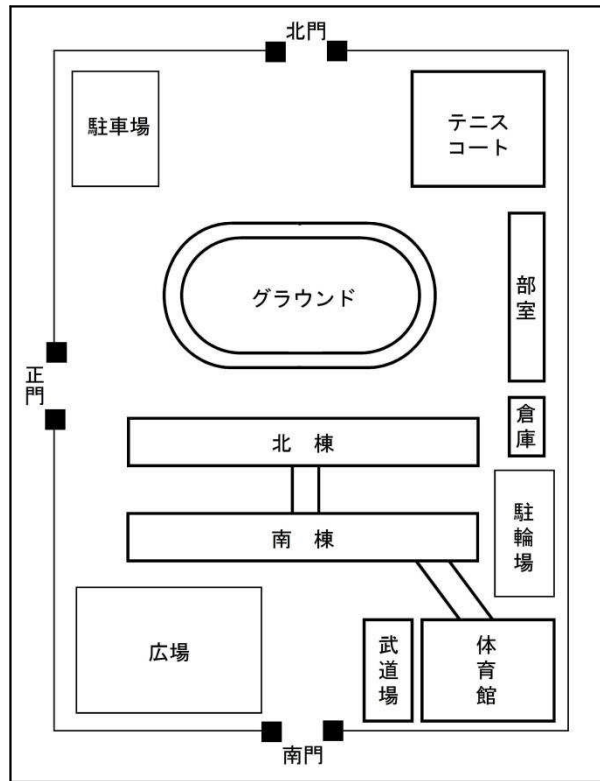 北門
駐車場
テニス
コート
グラウンド
部室
正門
倉庫
北 棟
駐輪場
南 棟
広場
武道場
体育館
南門